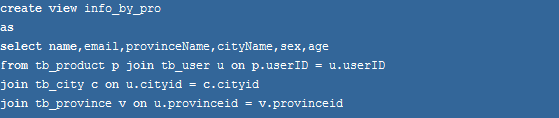 create view info_by_pro
as
select name,email,provinceName,cityName,sex,age
from tb_product p join tb_user u on p.userID = u.userID
join tb_city c on u.cityid = c.cityid
join tb_province v on u.provinceid = v.provinceid